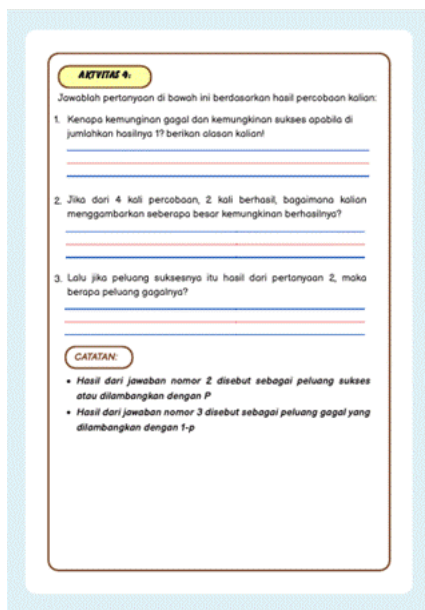 AKTVITAS 4:
Jawablah pertanyaan di bawah ini berdasarkan hasil percobaan kalian:
1. Kenapa kemunginan gagal dan kemungkinan sukses apabila di
jumlahkan hasilnya 1? berikan alasan kalian!
2. Jika dari 4 kali percobaan, 2 kali berhasil, bagaimana kalian
menggambarkan seberapa besar kemungkinan berhasilnya?
3. Lalu jika peluang suksesnya itu hasil dari pertanyaan 2, maka
berapa peluang gagalnya?
CATATAN:
• Hasil dari jawaban nomor 2 disebut sebagai peluang sukses
atau dilambangkan dengan P
• Hasil dari jawaban nomor 3 disebut sebagai peluang gagal yang
dilambangkan dengan 1-p